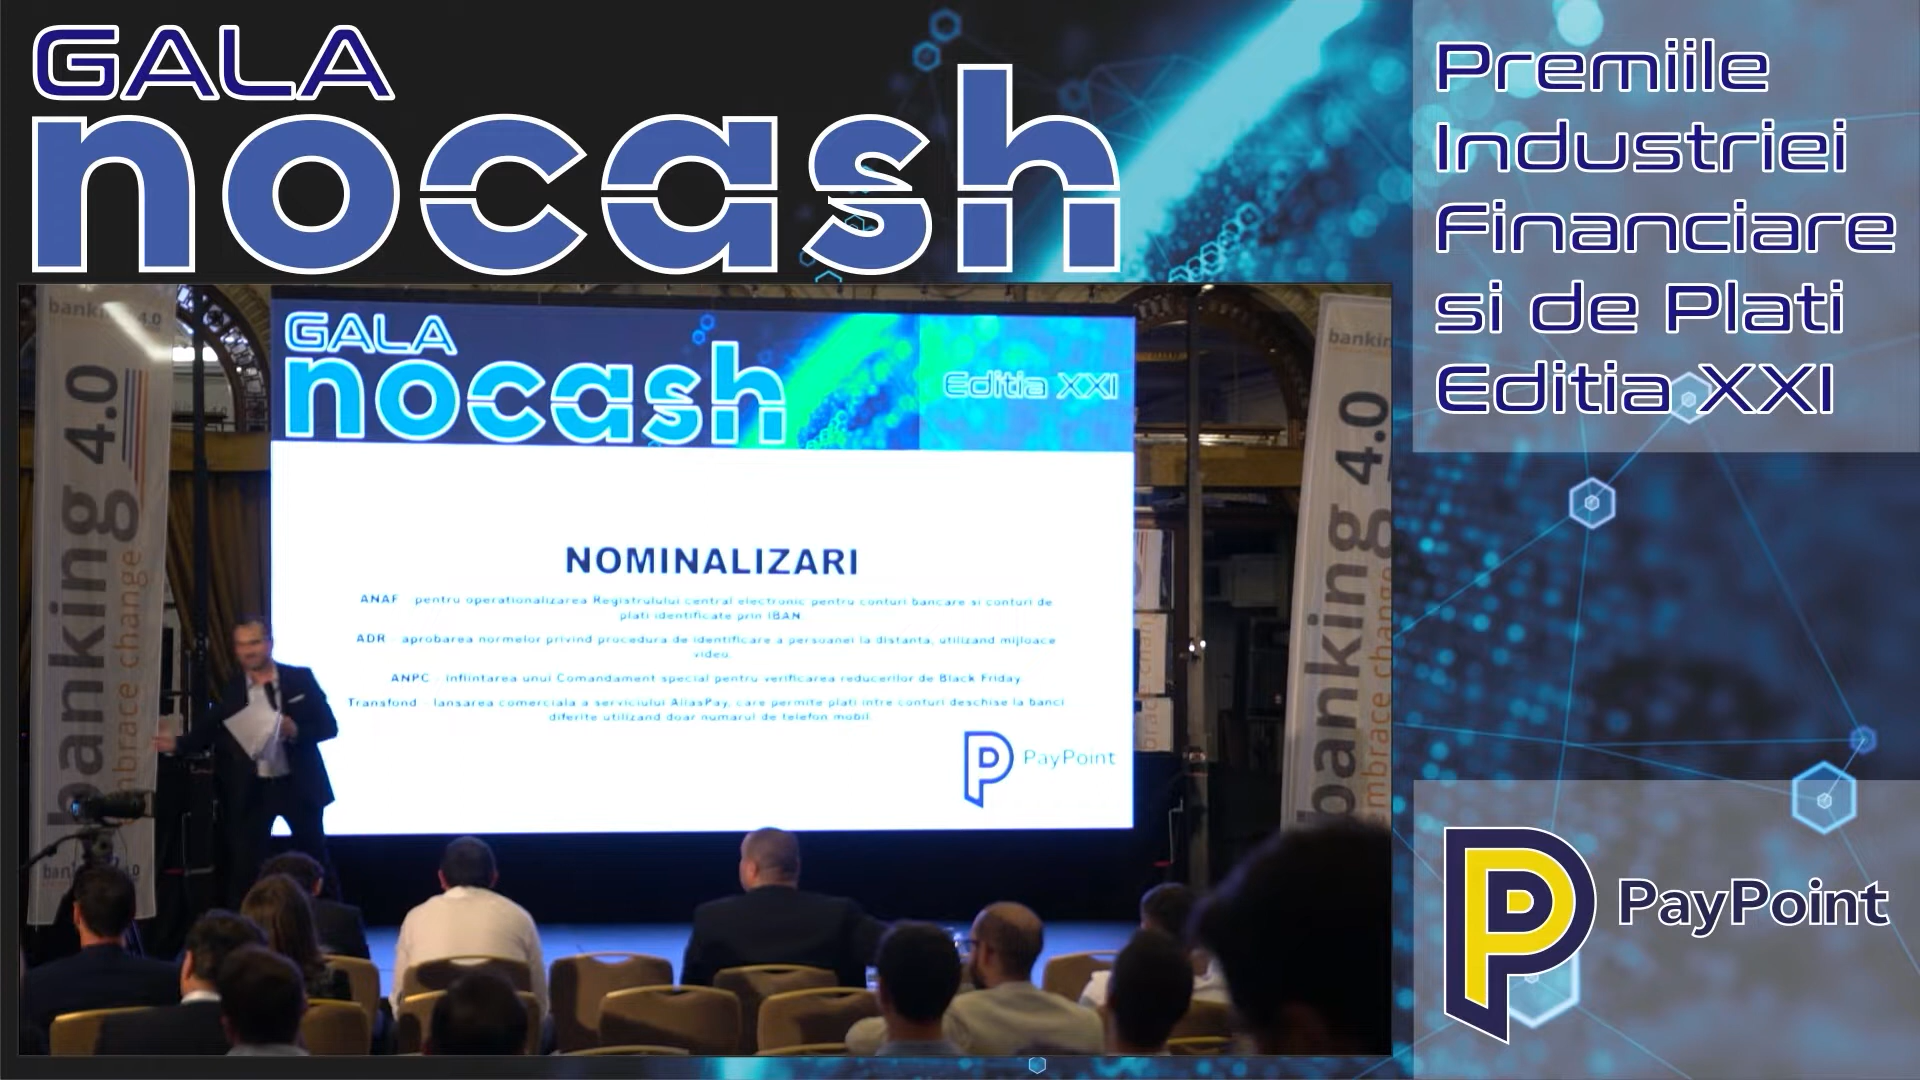 GALA
nocash
Premiile
Industriei
Financiare
si de Plati
Editia XXI
banking 4.0
banking 4.0
embrace change
GALA
nocash
Editia XXI
NOMINALIZARI
ANAF - pentru operationalizarea Registrulului central electronic pentru conturi bancare si conturi de
plati identificate prin IBAN
ADR - aprobarea normelor privind procedura de identificare a persoanei la distanta, utilizand mijloace
video.
ANPC - infiintarea unui Comandament special pentru verificarea reducerilor de Black Friday
Transfond - lansarea comerciala a serviciului AliasPay, care permite plati intre conturi deschise la banci
diferite utilizand doar numarul de telefon mobil
PayPoint
banking 4.0
embrace change
PayPoint